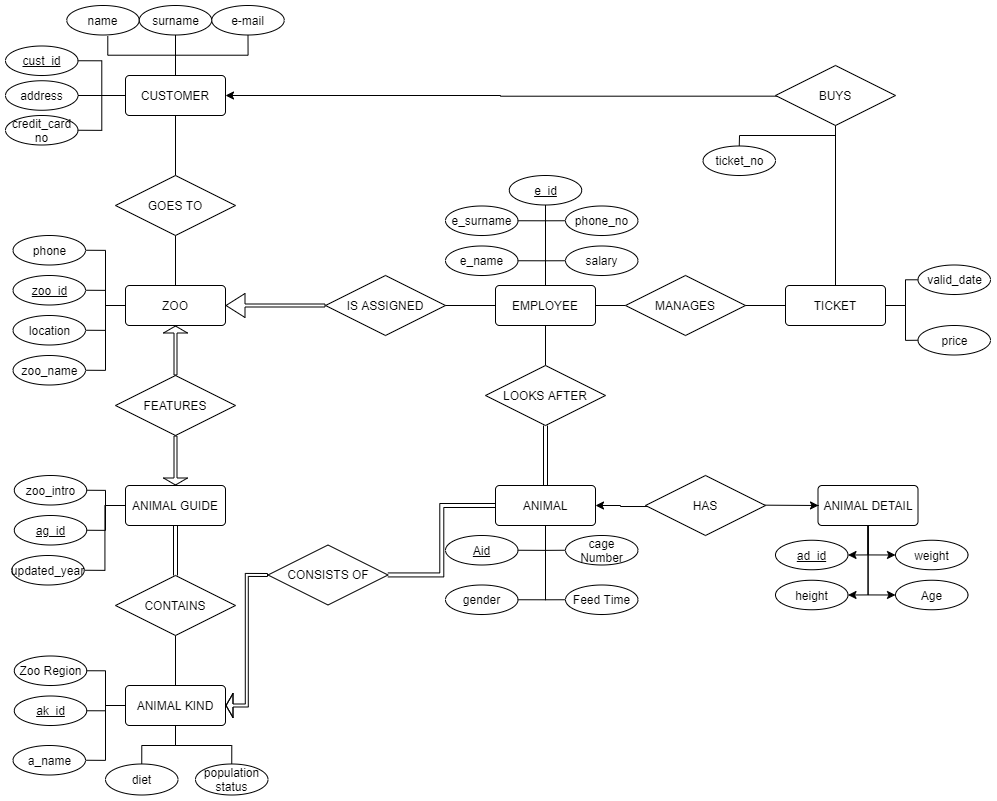 name surname e-mail
cust_id
address
credit_card
no
CUSTOMER
BUYS
ticket_no
GOES TO
e_id
e_surname phone_no
e_name salary
phone
zoo_id
location
zoo_name
ZOO
IS ASSIGNED
EMPLOYEE
MANAGES
TICKET
valid_date
price
FEATURES
LOOKS AFTER
zoo_intro
ag_id
updated_year
ANIMAL GUIDE
ANIMAL
HAS
ANIMAL DETAIL
Aid
cage
Number
gender
Feed Time
ad_id
weight
height
Age
CONSISTS OF
CONTAINS
Zoo Region
ak_id
a_name
ANIMAL KIND
diet
population
status